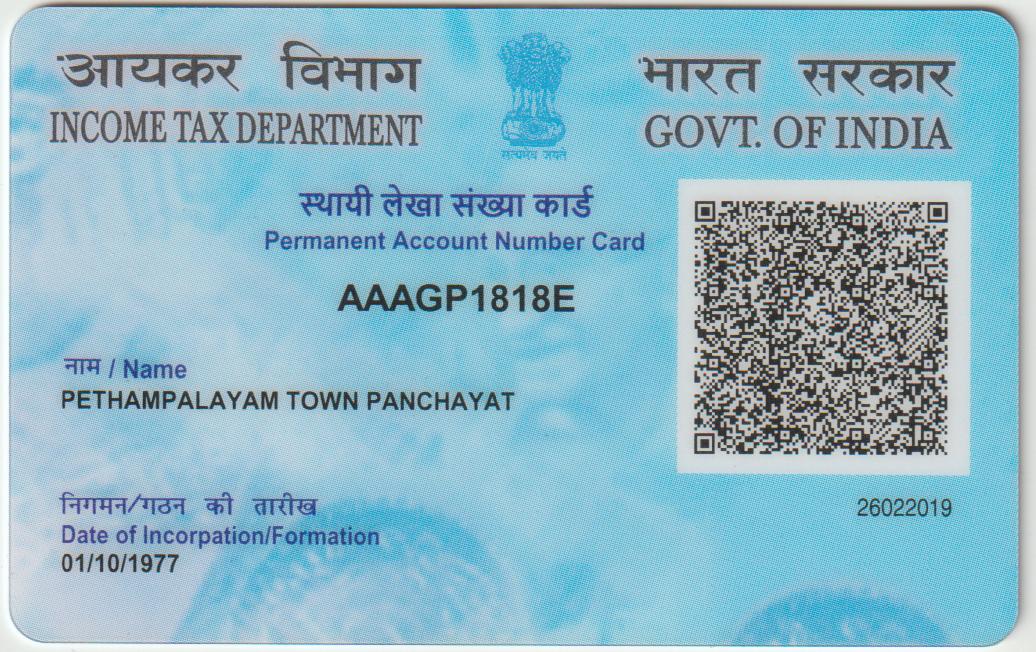 आयकर विभाग
INCOME TAX DEPARTMENT
सत्यमेव जयते
भारत सरकार
GOVT. OF INDIA
स्थायी लेखा संख्या कार्ड
Permanent Account Number Card
AAAGP1818E
नाम / Name
PETHAMPALAYAM TOWN PANCHAYAT
निगमन/गठन की तारीख
Date of Incorpation/Formation
01/10/1977
26022019